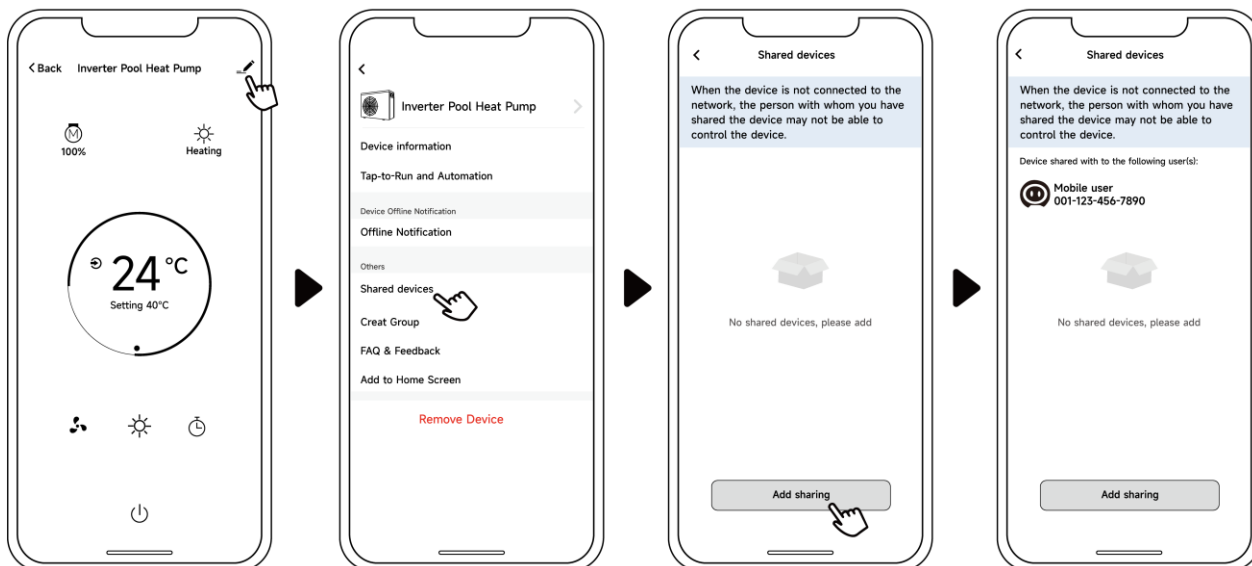 Back Inverter Pool Heat Pump
M
100%
Heating
24 °C
Setting 40°C
Inverter Pool Heat Pump
Device information
Tap-to-Run and Automation
Device Offline Notification
Offline Notification
Others
Shared devices
Creat Group
FAQ & Feedback
Add to Home Screen
Remove Device
Shared devices
When the device is not connected to the
network, the person with whom you have
shared the device may not be able to
control the device.
No shared devices, please add
Add sharing
Shared devices
When the device is not connected to the
network, the person with whom you have
shared the device may not be able to
control the device.
Device shared with to the following user(s):
Mobile user
001-123-456-7890
No shared devices, please add
Add sharing